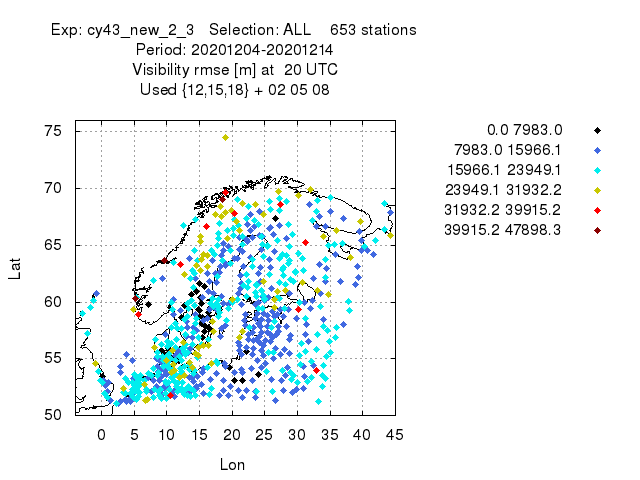 Exp: cy43_new_2_3   Selection: ALL    653 stations
Period: 20201204-20201214
Visibility rmse [m] at  20 UTC
Used {12,15,18} + 02 05 08
0.0 7983.0
7983.0 15966.1
15966.1 23949.1
23949.1 31932.2
31932.2 39915.2
39915.2 47898.3
75
70
65
60
55
50
Lat
0 5 10 15 20 25 30 35 40 45
Lon